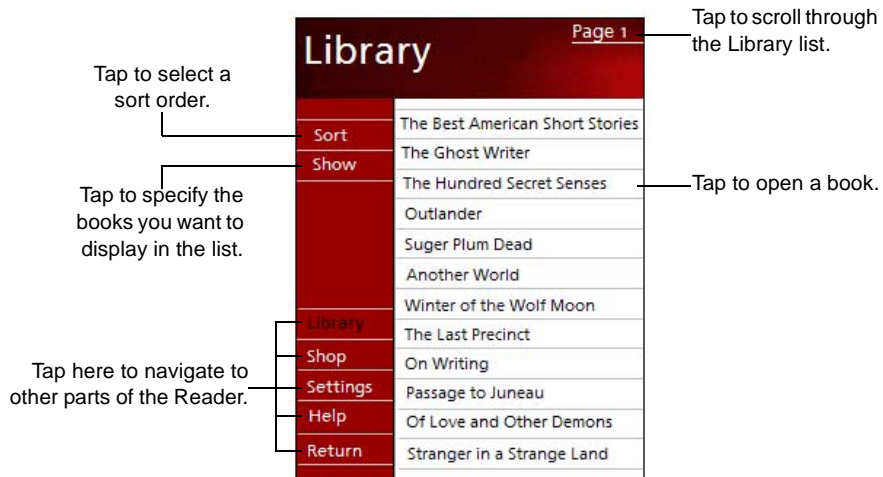 Tap to scroll through
the Library list.
Page 1
Library
Tap to select a
sort order.
Sort
Show
Tap to specify the
books you want to
display in the list.
The Best American Short Stories
The Ghost Writer
The Hundred Secret Senses
Tap to open a book.
Outlander
Suger Plum Dead
Another World
Winter of the Wolf Moon
The Last Precinct
On Writing
Passage to Juneau
Of Love and Other Demons
Stranger in a Strange Land
Library
Shop
Settings
Help
Return
Tap here to navigate to
other parts of the Reader.